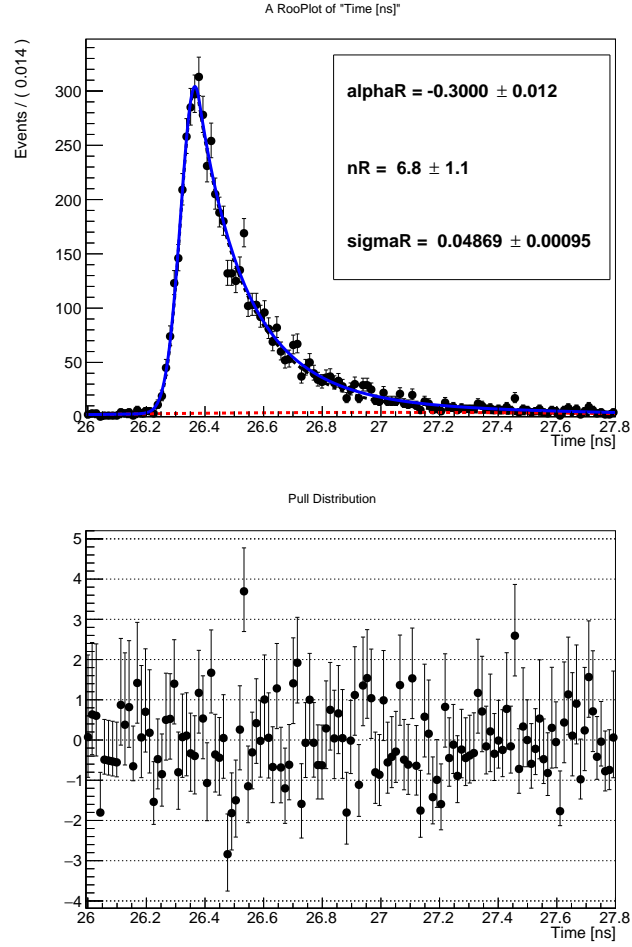 A RooPlot of "Time [ns]"
Events / ( 0.014 )
300
250
200
150
100
50
0
alphaR = -0.3000 ± 0.012
nR = 6.8 ± 1.1
sigmaR = 0.04869 ± 0.00095
26 26.2 26.4 26.6 26.8 27 27.2 27.4 27.6 27.8
Time [ns]
Pull Distribution
5
4
3
2
1
0
−1
−2
−3
−4
26 26.2 26.4 26.6 26.8 27 27.2 27.4 27.6 27.8
Time [ns]